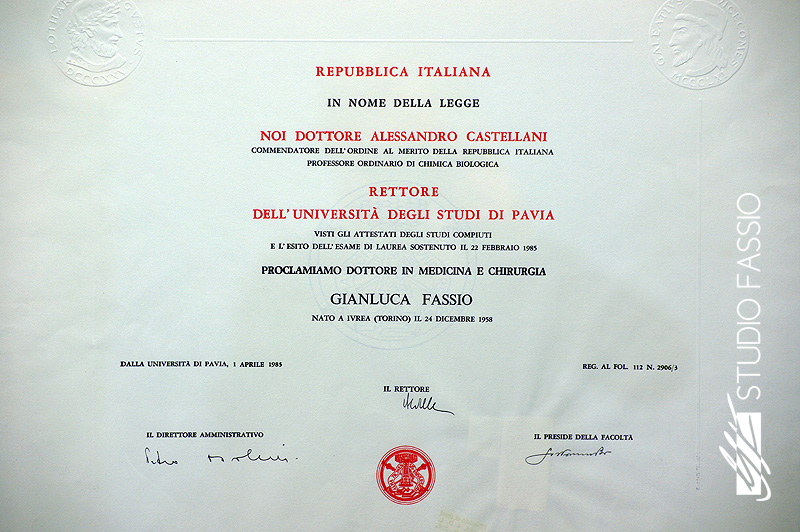 REPUBBLICA ITALIANA
IN NOME DELLA LEGGE
NOI DOTTORE ALESSANDRO CASTELLANI
COMMENDATORE DELL'ORDINE AL MERITO DELLA REPUBBLICA ITALIANA
PROFESSORE ORDINARIO DI CHIMICA BIOLOGICA
RETTORE
DELL'UNIVERSITÀ DEGLI STUDI DI PAVIA
VISTI GLI ATTESTATI DEGLI STUDI COMPIUTI
E L'ESITO DELL'ESAME DI LAUREA SOSTENUTO IL 22 FEBBRAIO 1985
PROCLAMIAMO DOTTORE IN MEDICINA E CHIRURGIA
GIANLUCA FASSIO
NATO A IVREA (TORINO) IL 24 DICEMBRE 1958
DALLA UNIVERSITÀ DI PAVIA, 1 APRILE 1985
REG. AL FOL. 112 N. 2906/3
IL RETTORE
IL DIRETTORE AMMINISTRATIVO
IL PRESIDE DELLA FACOLTÀ
STUDIO FASSIO